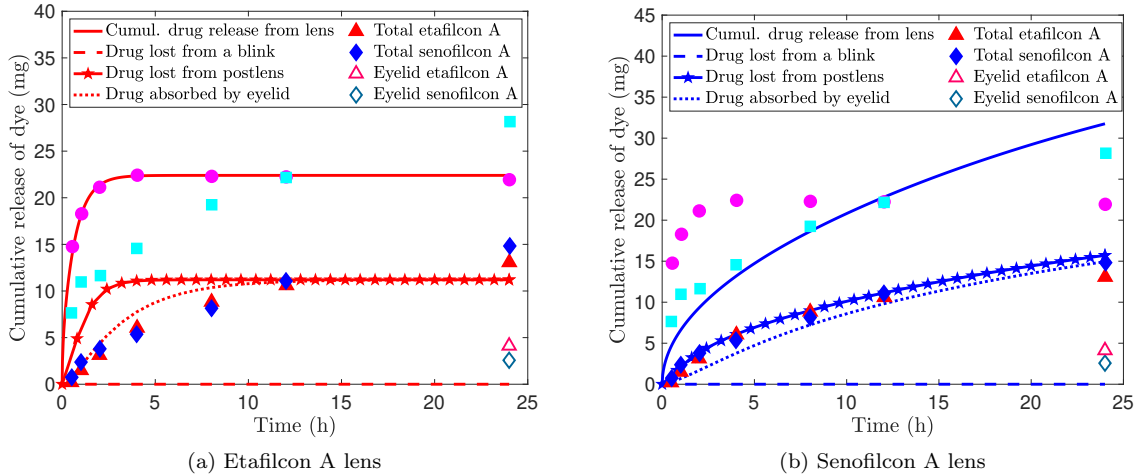 40
35
30
25
20
15
10
5
0
0 5 10 15 20 25
Cumulative release of dye (mg)
Time (h)
Cumul. drug release from lens
Drug lost from a blink
Drug lost from postlens
Drug absorbed by eyelid
Total etafilcon A
Total senofilcon A
Eyelid etafilcon A
Eyelid senofilcon A
(a) Etafilcon A lens
45
40
35
30
25
20
15
10
5
0
0 5 10 15 20 25
Cumulative release of dye (mg)
Time (h)
Cumul. drug release from lens
Drug lost from a blink
Drug lost from postlens
Drug absorbed by eyelid
Total etafilcon A
Total senofilcon A
Eyelid etafilcon A
Eyelid senofilcon A
(b) Senofilcon A lens